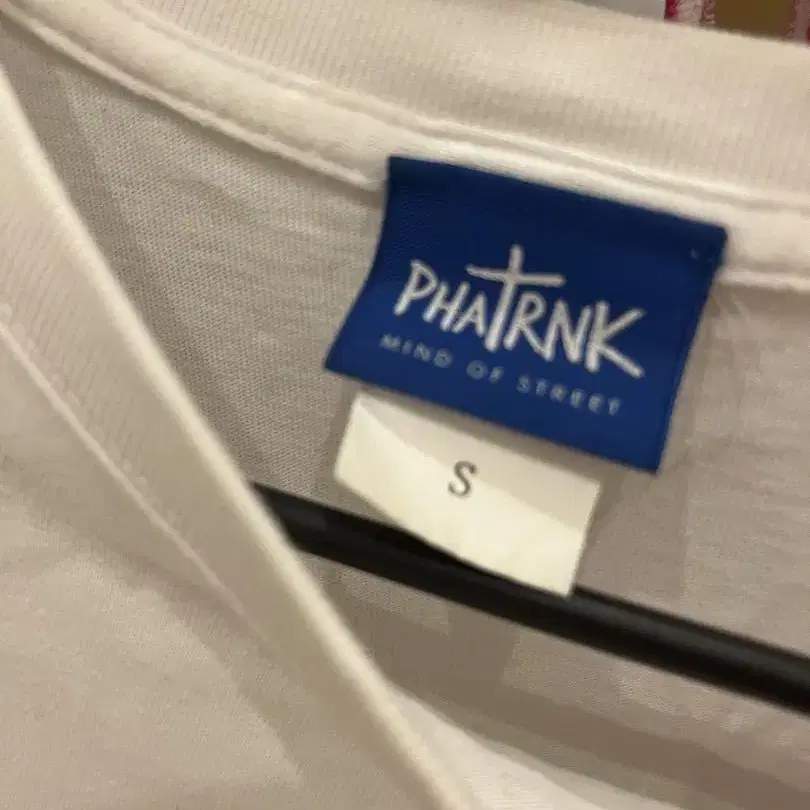 PHATRNK
MIND OF STREET
S